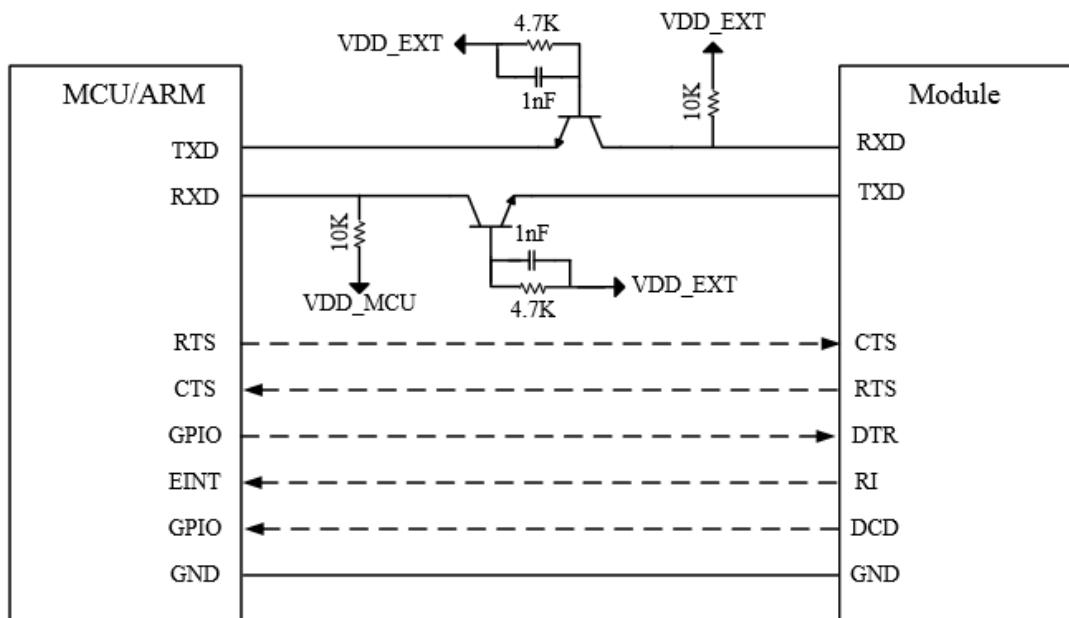 4.7K
VDD_EXT
VDD_EXT
1nF
10K
MCU/ARM
Module
TXD
RXD
RXD
TXD
10K
1nF
VDD_EXT
4.7K
VDD_MCU
RTS
CTS
CTS
RTS
GPIO
DTR
EINT
RI
GPIO
DCD
GND
GND